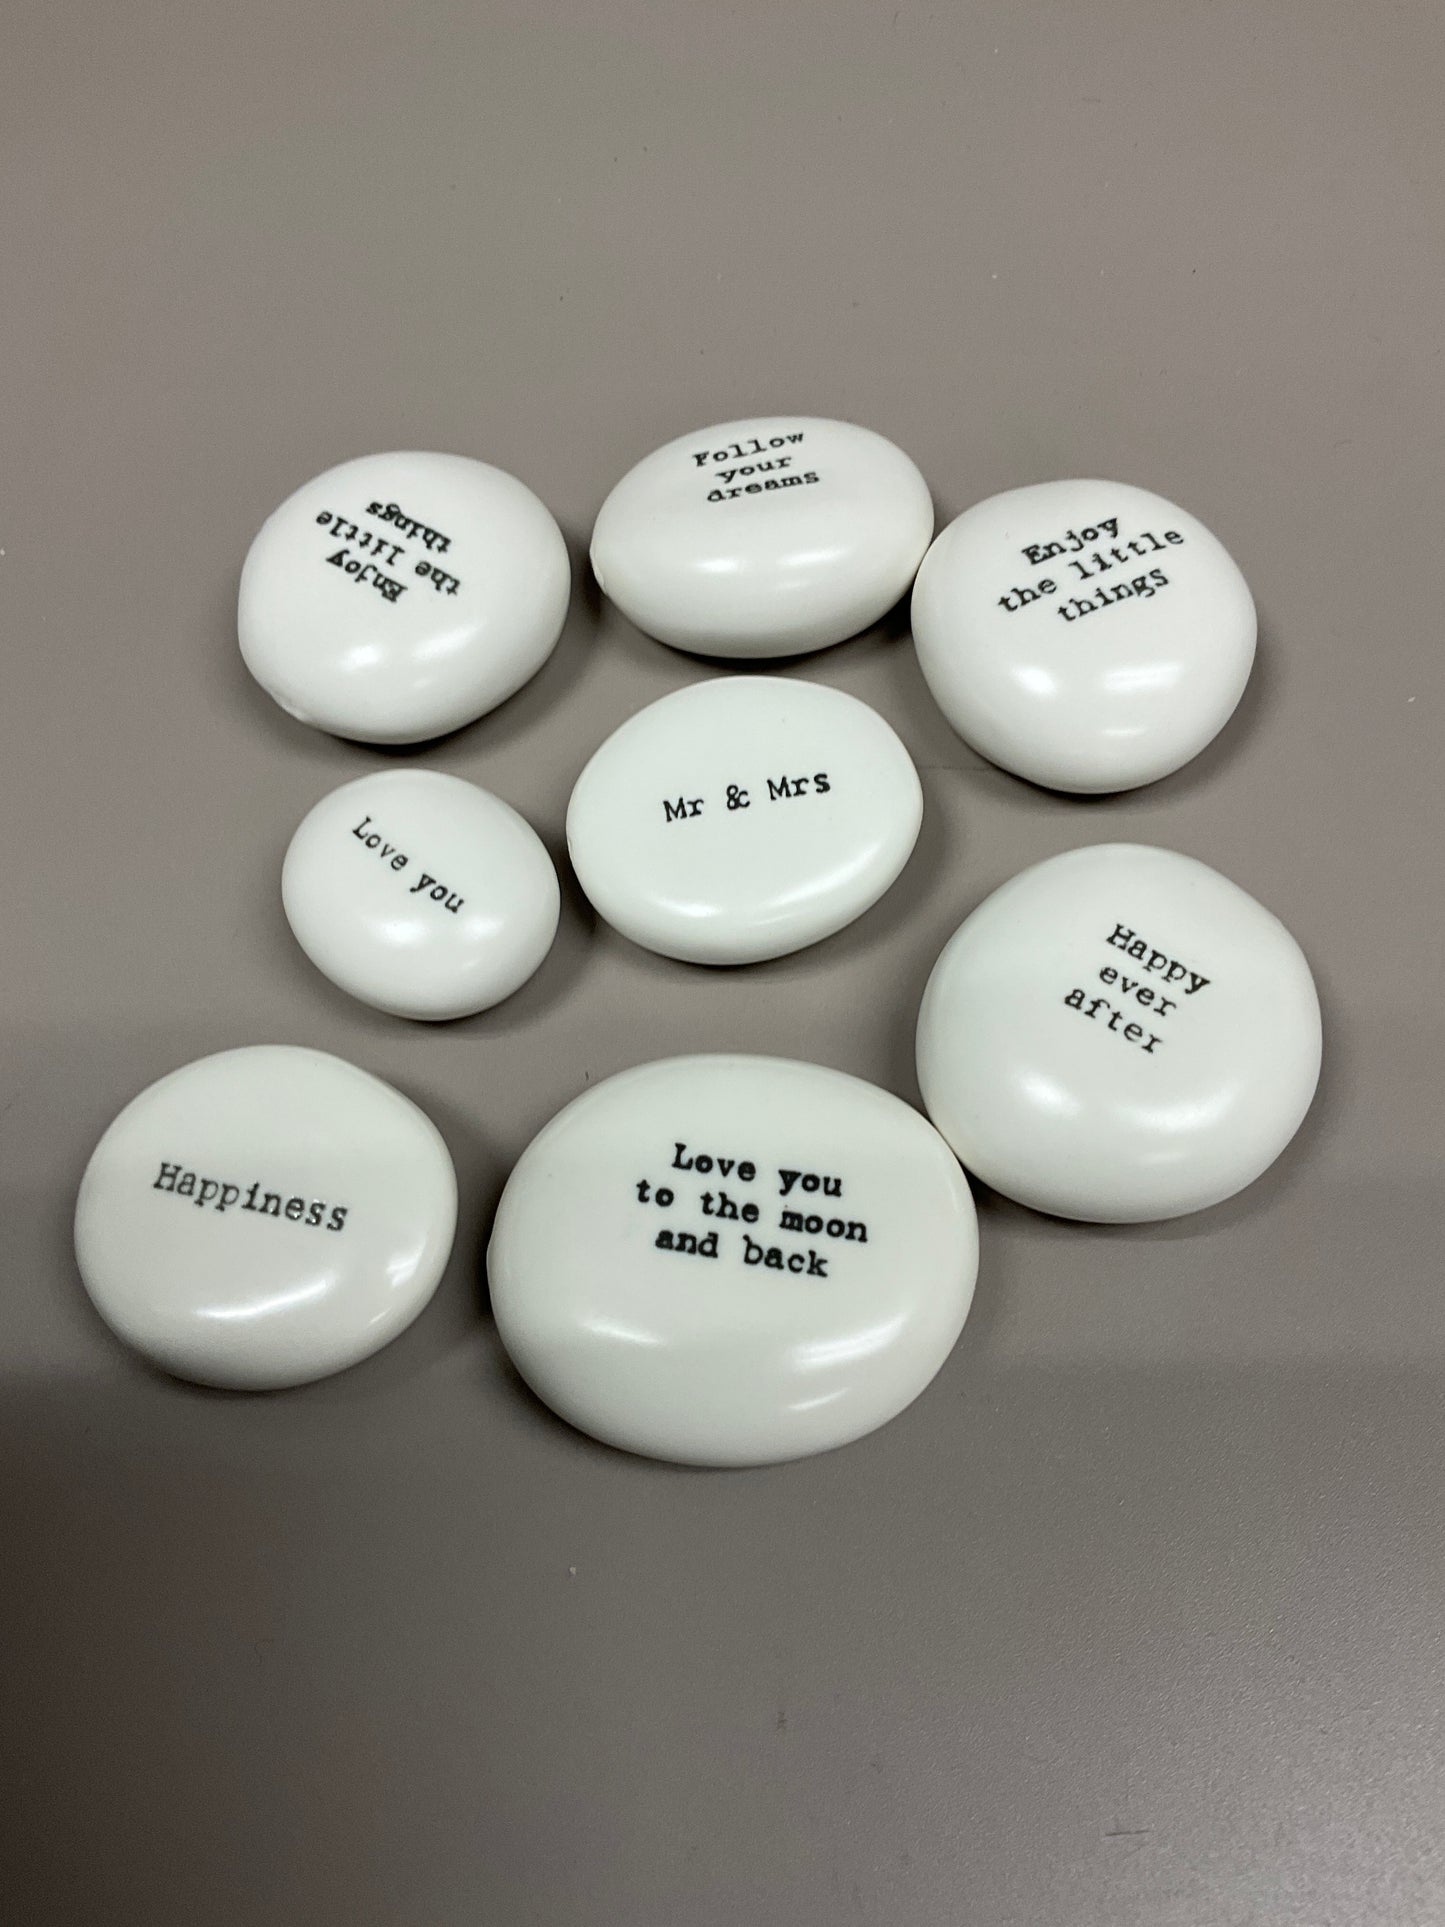 Enjoy
the little
things
Follow
your
dreams
Enjoy
the little
things
Love you
Mr & Mrs
Happy
ever
after
Happiness
Love you
to the moon
and back